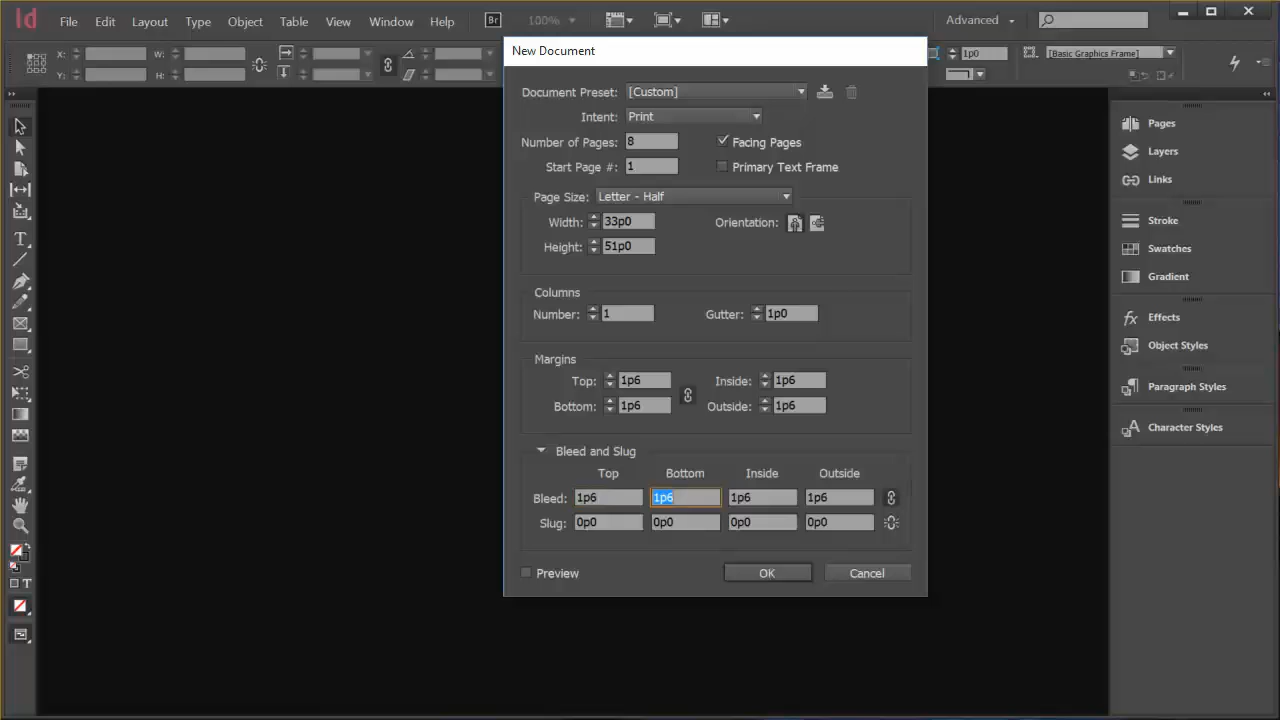 Id File Edit Layout Type Object Table View Window Help Br 100% Advanced
X: W: 1p0 [Basic Graphics Frame]
Y: H:
New Document
Document Preset: [Custom]
Intent: Print
Number of Pages: 8 Facing Pages
Start Page #: 1 Primary Text Frame
Page Size: Letter - Half
Width: 33p0 Orientation:
Height: 51p0
Columns
Number: 1 Gutter: 1p0
Margins
Top: 1p6 Inside: 1p6
Bottom: 1p6 Outside: 1p6
Bleed and Slug
Top Bottom Inside Outside
Bleed: 1p6 1p6 1p6 1p6
Slug: 0p0 0p0 0p0 0p0
Preview OK Cancel
Pages
Layers
Links
Stroke
Swatches
Gradient
Effects
Object Styles
Paragraph Styles
Character Styles